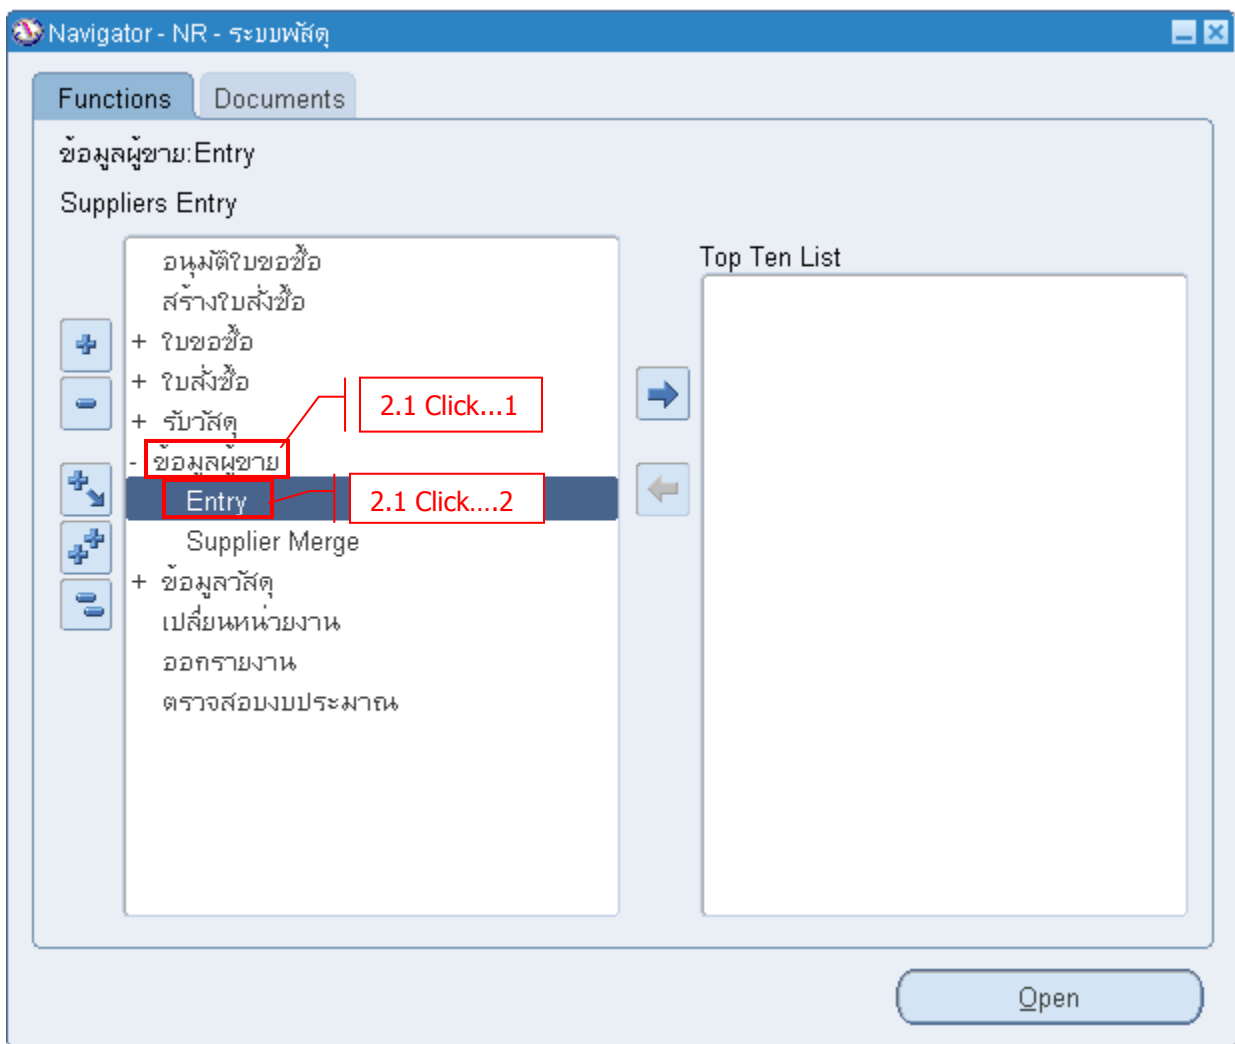 Navigator - NR - ระบบพัสดุ
Functions
Documents
ข้อมูลผู้ขาย:Entry
Suppliers Entry
Top Ten List
อนุมัติใบขอซื้อ
สร้างใบสั่งซื้อ
+ ใบขอซื้อ
+ ใบสั่งซื้อ
2.1 Click...1
+ รับวัสดุ
- ข้อมูลผู้ขาย
Entry
2.1 Click....2
Supplier Merge
+ ข้อมูลวัสดุ
เปลี่ยนหน่วยงาน
ออกรายงาน
ตรวจสอบงบประมาณ
Open